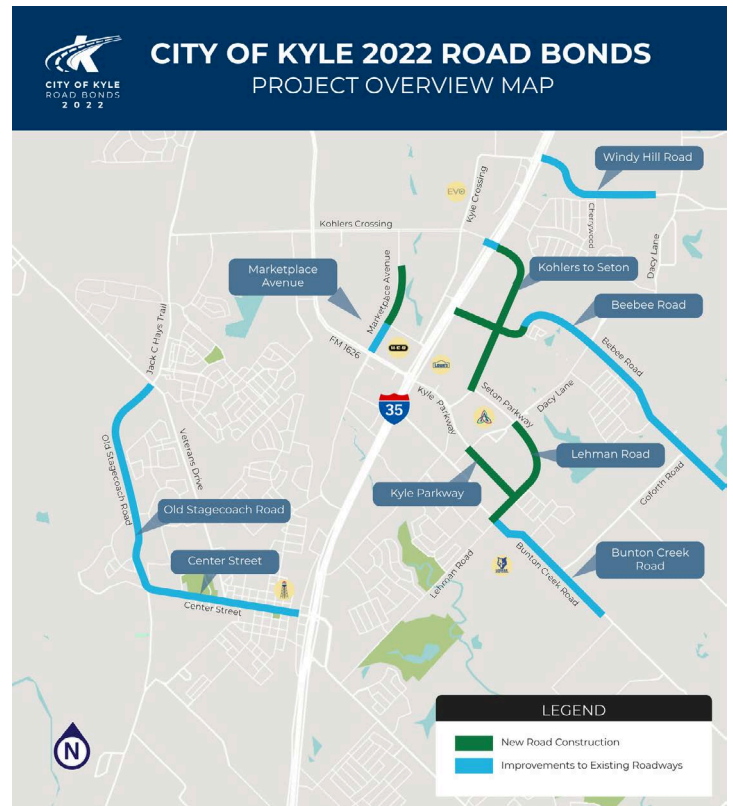 CITY OF KYLE
ROAD BONDS
2022
CITY OF KYLE 2022 ROAD BONDS
PROJECT OVERVIEW MAP
Windy Hill Road
EVO
Kyle Crossing
Cherrywood
Kohlers Crossing
Dacy Lane
Marketplace
Avenue
Marketplace Avenue
Kohlers to Seton
Beebee Road
Jack C Hays Trail
FM 1626
H-E-B
LOWE'S
Bebee Road
35
Kyle Parkway
Seton Parkway
Dacy Lane
Old Stagecoach Road
Veterans Drive
Lehman Road
Kyle Parkway
Goforth Road
Old Stagecoach Road
Center Street
Bunton Creek
Road
Bunton Creek Road
Lehman Road
Center Street
LEGEND
New Road Construction
Improvements to Existing Roadways
N